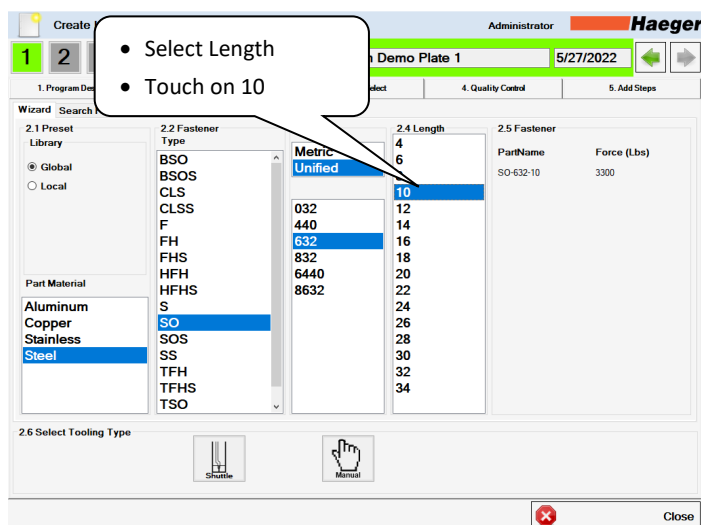 Create
Administrator
Haeger
• Select Length
• Touch on 10
1
2
Demo Plate 1
5/27/2022
1. Program Des
elect
4. Quality Control
5. Add Steps
Wizard
Search
2.1 Preset
Library
Global
Local
Part Material
Aluminum
Copper
Stainless
Steel
2.2 Fastener
Type
BSO
BSOS
CLS
CLSS
F
FH
FHS
HFH
HFHS
S
SO
SOS
SS
TFH
TFHS
TSO
Metric
Unified
032
440
632
832
6440
8632
2.4 Length
4
6
10
12
14
16
18
20
22
24
26
28
30
32
34
2.5 Fastener
PartName Force (Lbs)
SO-632-10 3300
2.6 Select Tooling Type
Shuttle
Manual
Close